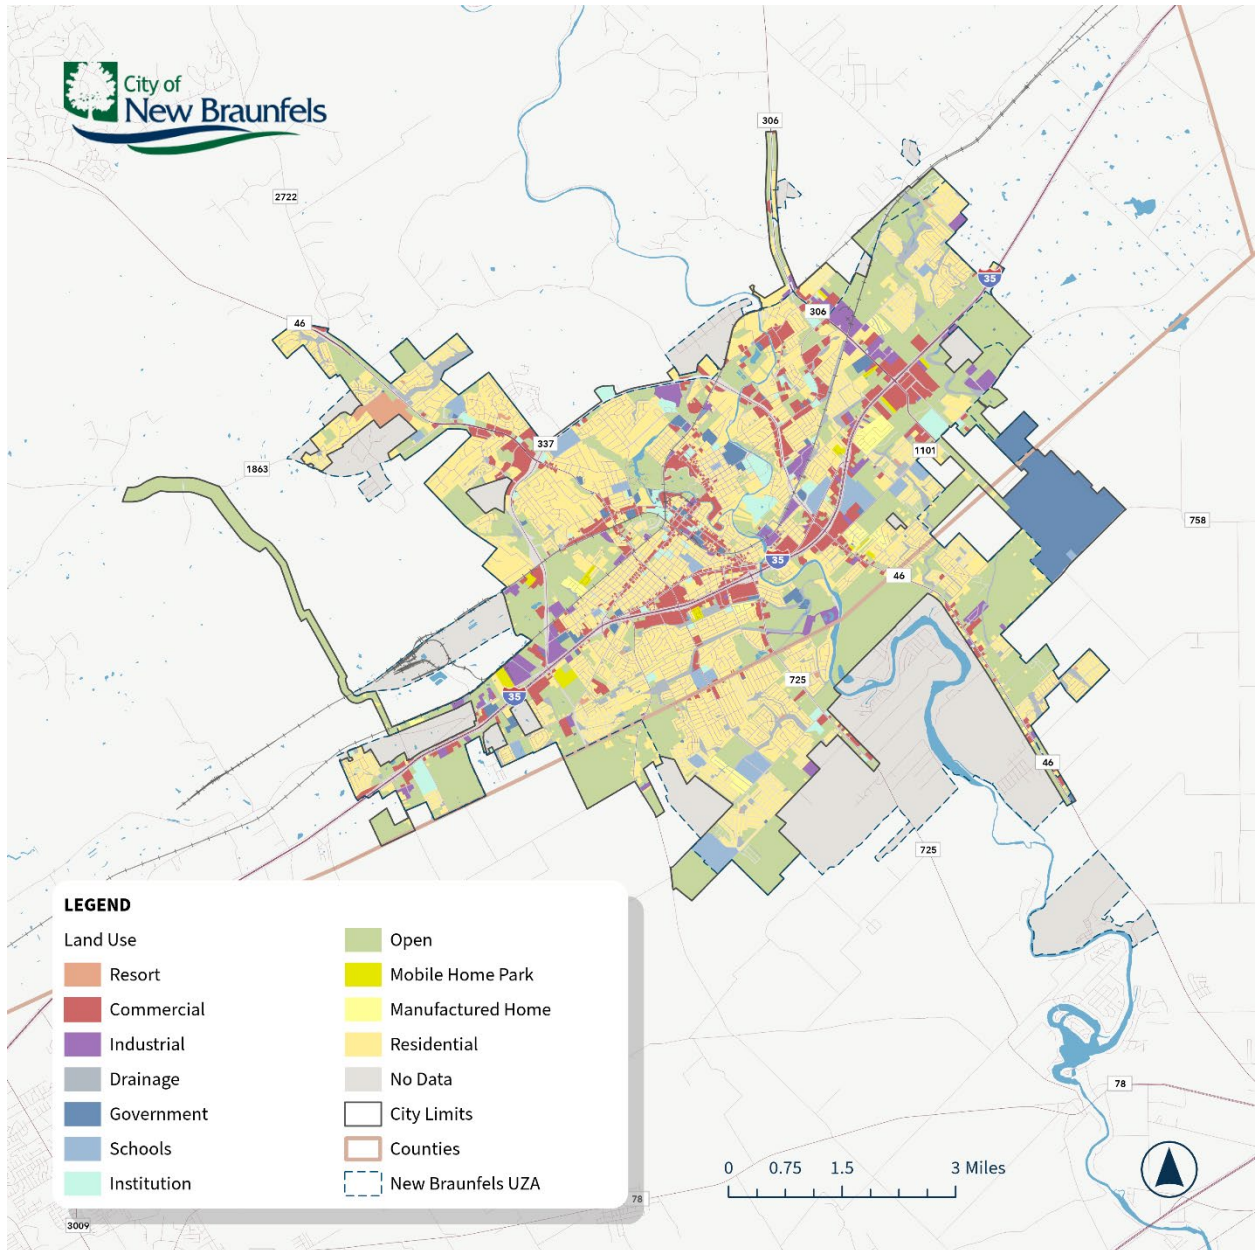 City of
New Braunfels
306
2722
35
46
306
337
1101
1863
758
35
46
725
35
46
725
78
78
3009
LEGEND
Land Use
Resort
Commercial
Industrial
Drainage
Government
Schools
Institution
Open
Mobile Home Park
Manufactured Home
Residential
No Data
City Limits
Counties
New Braunfels UZA
0 0.75 1.5 3 Miles